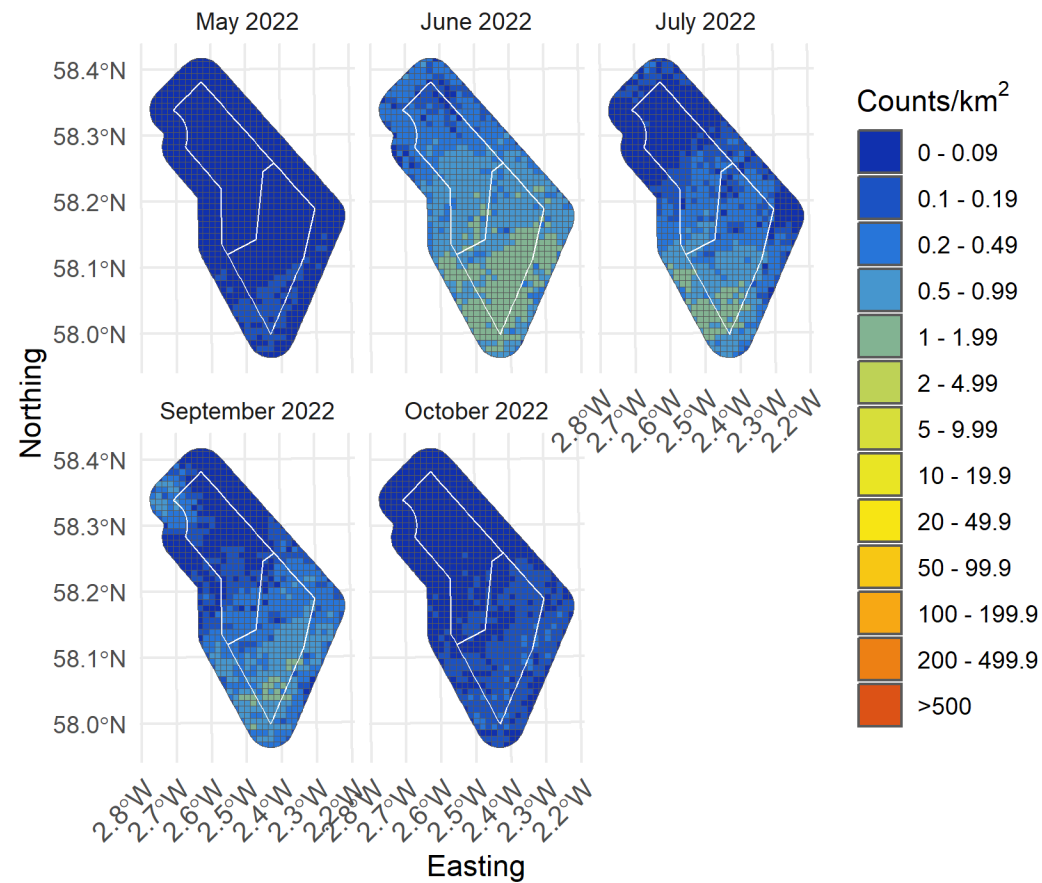 May 2022
June 2022
July 2022
58.4°N
58.3°N
58.2°N
58.1°N
58.0°N
2.8°W
2.7°W
2.6°W
2.5°W
2.4°W
2.3°W
2.2°W
September 2022
October 2022
58.4°N
58.3°N
58.2°N
58.1°N
58.0°N
2.8°W
2.7°W
2.6°W
2.5°W
2.4°W
2.3°W
2.2°W
2.8°W
2.7°W
2.6°W
2.5°W
2.4°W
2.3°W
2.2°W
Northing
Easting
Counts/km²
0 - 0.09
0.1 - 0.19
0.2 - 0.49
0.5 - 0.99
1 - 1.99
2 - 4.99
5 - 9.99
10 - 19.9
20 - 49.9
50 - 99.9
100 - 199.9
200 - 499.9
>500